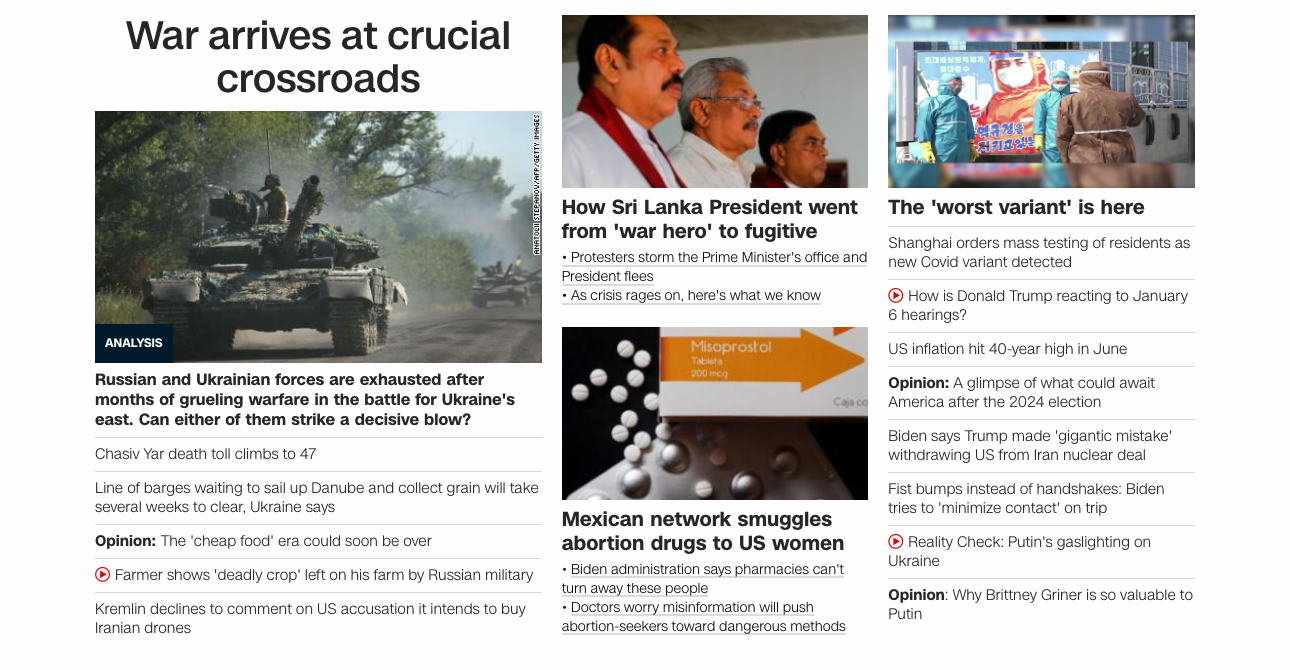 War arrives at crucial
crossroads
ANATOLII STEPANOV/AFP/GETTY IMAGES
ANALYSIS
Russian and Ukrainian forces are exhausted after
months of grueling warfare in the battle for Ukraine's
east. Can either of them strike a decisive blow?
Chasiv Yar death toll climbs to 47
Line of barges waiting to sail up Danube and collect grain will take
several weeks to clear, Ukraine says
Opinion: The 'cheap food' era could soon be over
Farmer shows 'deadly crop' left on his farm by Russian military
Kremlin declines to comment on US accusation it intends to buy
Iranian drones
How Sri Lanka President went
from 'war hero' to fugitive
• Protesters storm the Prime Minister's office and
President flees
• As crisis rages on, here's what we know
Misoprostol
Tablets
200 mcg
Caja co
Mexican network smuggles
abortion drugs to US women
• Biden administration says pharmacies can't
turn away these people
• Doctors worry misinformation will push
abortion-seekers toward dangerous methods
The 'worst variant' is here
Shanghai orders mass testing of residents as
new Covid variant detected
How is Donald Trump reacting to January
6 hearings?
US inflation hit 40-year high in June
Opinion: A glimpse of what could await
America after the 2024 election
Biden says Trump made 'gigantic mistake'
withdrawing US from Iran nuclear deal
Fist bumps instead of handshakes: Biden
tries to 'minimize contact' on trip
Reality Check: Putin's gaslighting on
Ukraine
Opinion: Why Brittney Griner is so valuable to
Putin